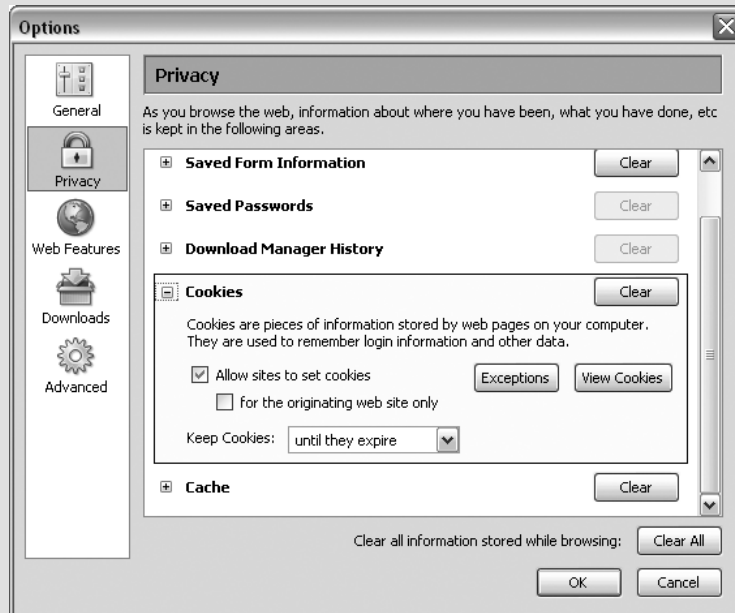 Options
General
Privacy
Web Features
Downloads
Advanced
Privacy
As you browse the web, information about where you have been, what you have done, etc
is kept in the following areas.
Saved Form Information Clear
Saved Passwords Clear
Download Manager History Clear
Cookies Clear
Cookies are pieces of information stored by web pages on your computer.
They are used to remember login information and other data.
Allow sites to set cookies Exceptions View Cookies
for the originating web site only
Keep Cookies: until they expire
Cache Clear
Clear all information stored while browsing: Clear All
OK Cancel